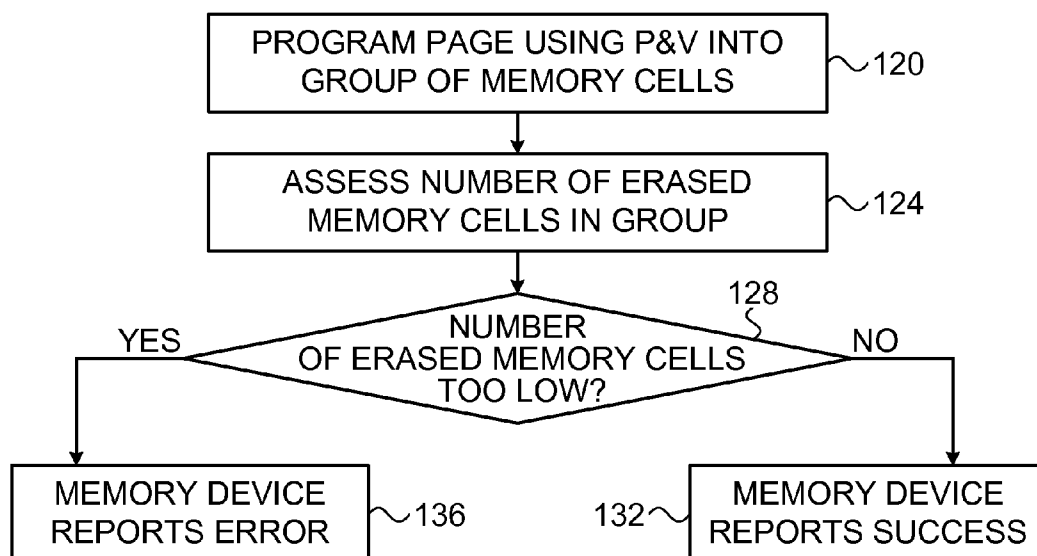 PROGRAM PAGE USING P&V INTO
GROUP OF MEMORY CELLS
120
ASSESS NUMBER OF ERASED
MEMORY CELLS IN GROUP
124
128
YES
NUMBER
OF ERASED MEMORY CELLS
TOO LOW?
NO
MEMORY DEVICE
REPORTS ERROR
136
132
MEMORY DEVICE
REPORTS SUCCESS